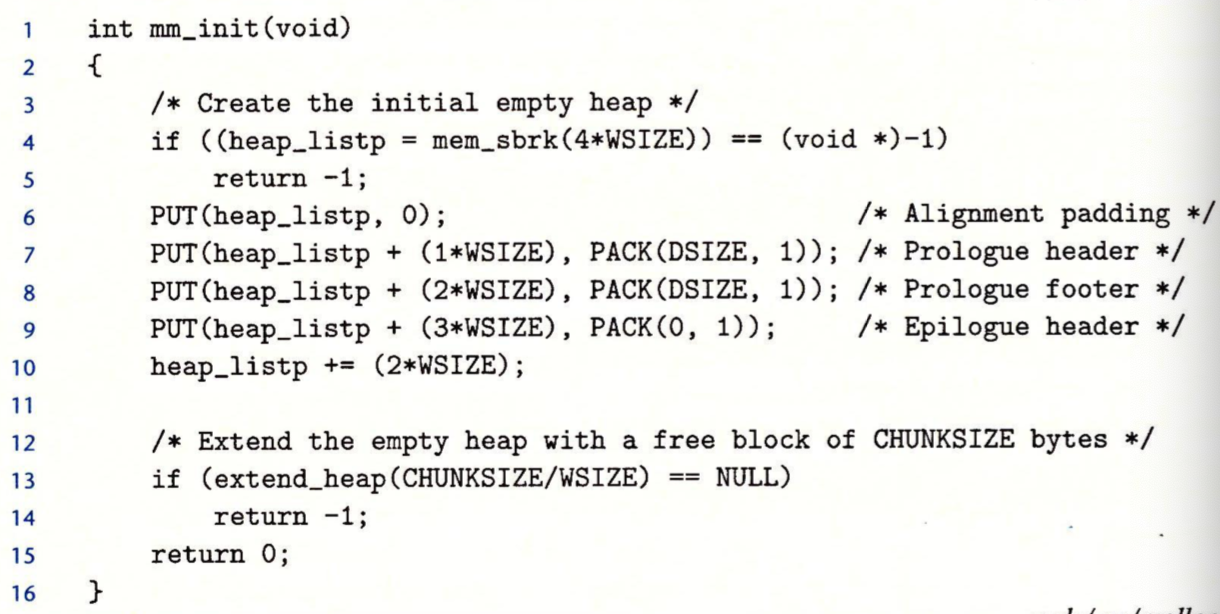 1 int mm_init(void)
2 {
3 /* Create the initial empty heap */
4 if ((heap_listp = mem_sbrk(4*WSIZE)) == (void *)-1)
5 return -1;
6 PUT(heap_listp, 0); /* Alignment padding */
7 PUT(heap_listp + (1*WSIZE), PACK(DSIZE, 1)); /* Prologue header */
8 PUT(heap_listp + (2*WSIZE), PACK(DSIZE, 1)); /* Prologue footer */
9 PUT(heap_listp + (3*WSIZE), PACK(0, 1)); /* Epilogue header */
10 heap_listp += (2*WSIZE);
11
12 /* Extend the empty heap with a free block of CHUNKSIZE bytes */
13 if (extend_heap(CHUNKSIZE/WSIZE) == NULL)
14 return -1;
15 return 0;
16 }